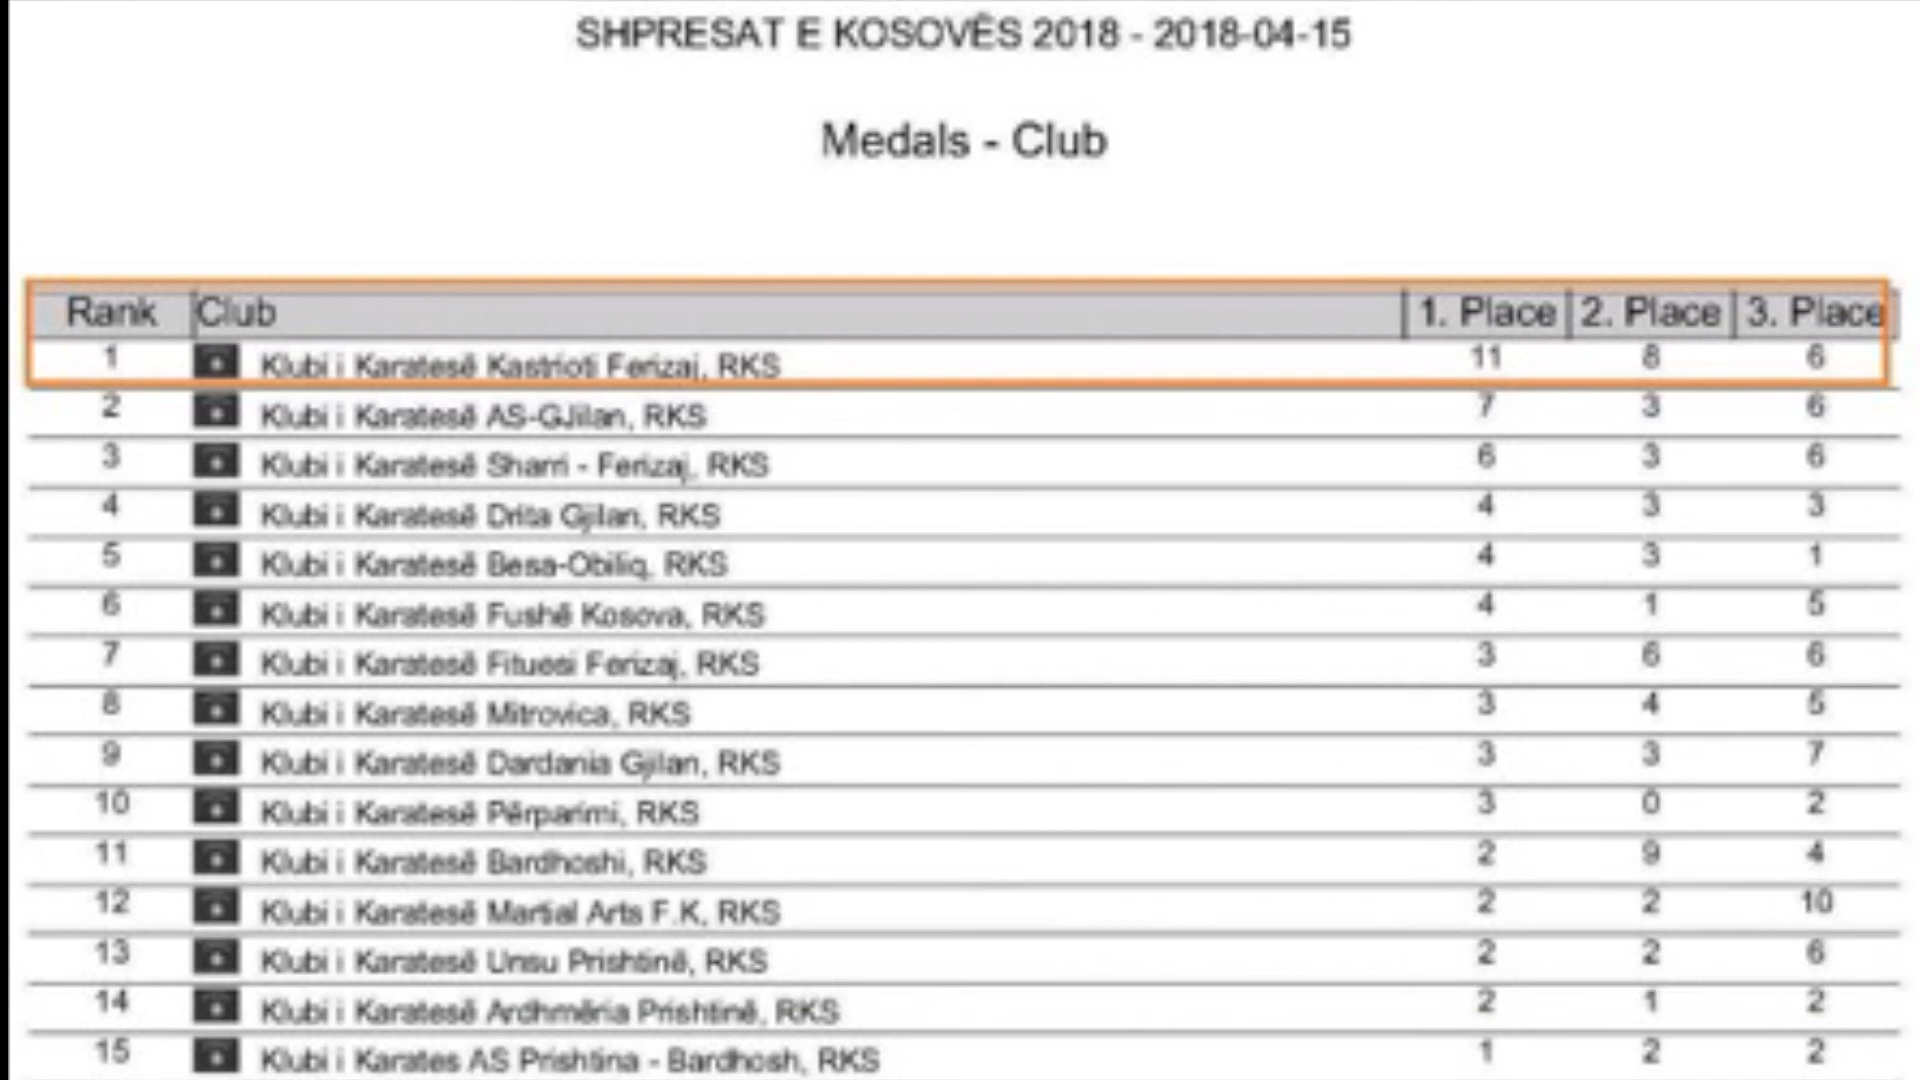 SHPRESAT E KOSOVËS 2018 - 2018-04-15
Medals - Club
Rank Club 1. Place 2. Place 3. Place
1 Klubi i Karatesë Kastrioti Ferizaj, RKS 11 8 6
2 Klubi i Karatesë AS-GJilan, RKS 7 3 6
3 Klubi i Karatesë Sharri - Ferizaj, RKS 6 3 6
4 Klubi i Karatesë Drita Gjilan, RKS 4 3 3
5 Klubi i Karatesë Besa-Obiliq, RKS 4 3 1
6 Klubi i Karatesë Fushë Kosova, RKS 4 1 5
7 Klubi i Karatesë Fituesi Ferizaj, RKS 3 6 6
8 Klubi i Karatesë Mitrovica, RKS 3 4 5
9 Klubi i Karatesë Dardania Gjilan, RKS 3 3 7
10 Klubi i Karatesë Përparimi, RKS 3 0 2
11 Klubi i Karatesë Bardhoshi, RKS 2 9 4
12 Klubi i Karatesë Martial Arts F.K, RKS 2 2 10
13 Klubi i Karatesë Unsu Prishtinë, RKS 2 2 6
14 Klubi i Karatesë Ardhmëria Prishtinë, RKS 2 1 2
15 Klubi i Karates AS Prishtina - Bardhosh, RKS 1 2 2